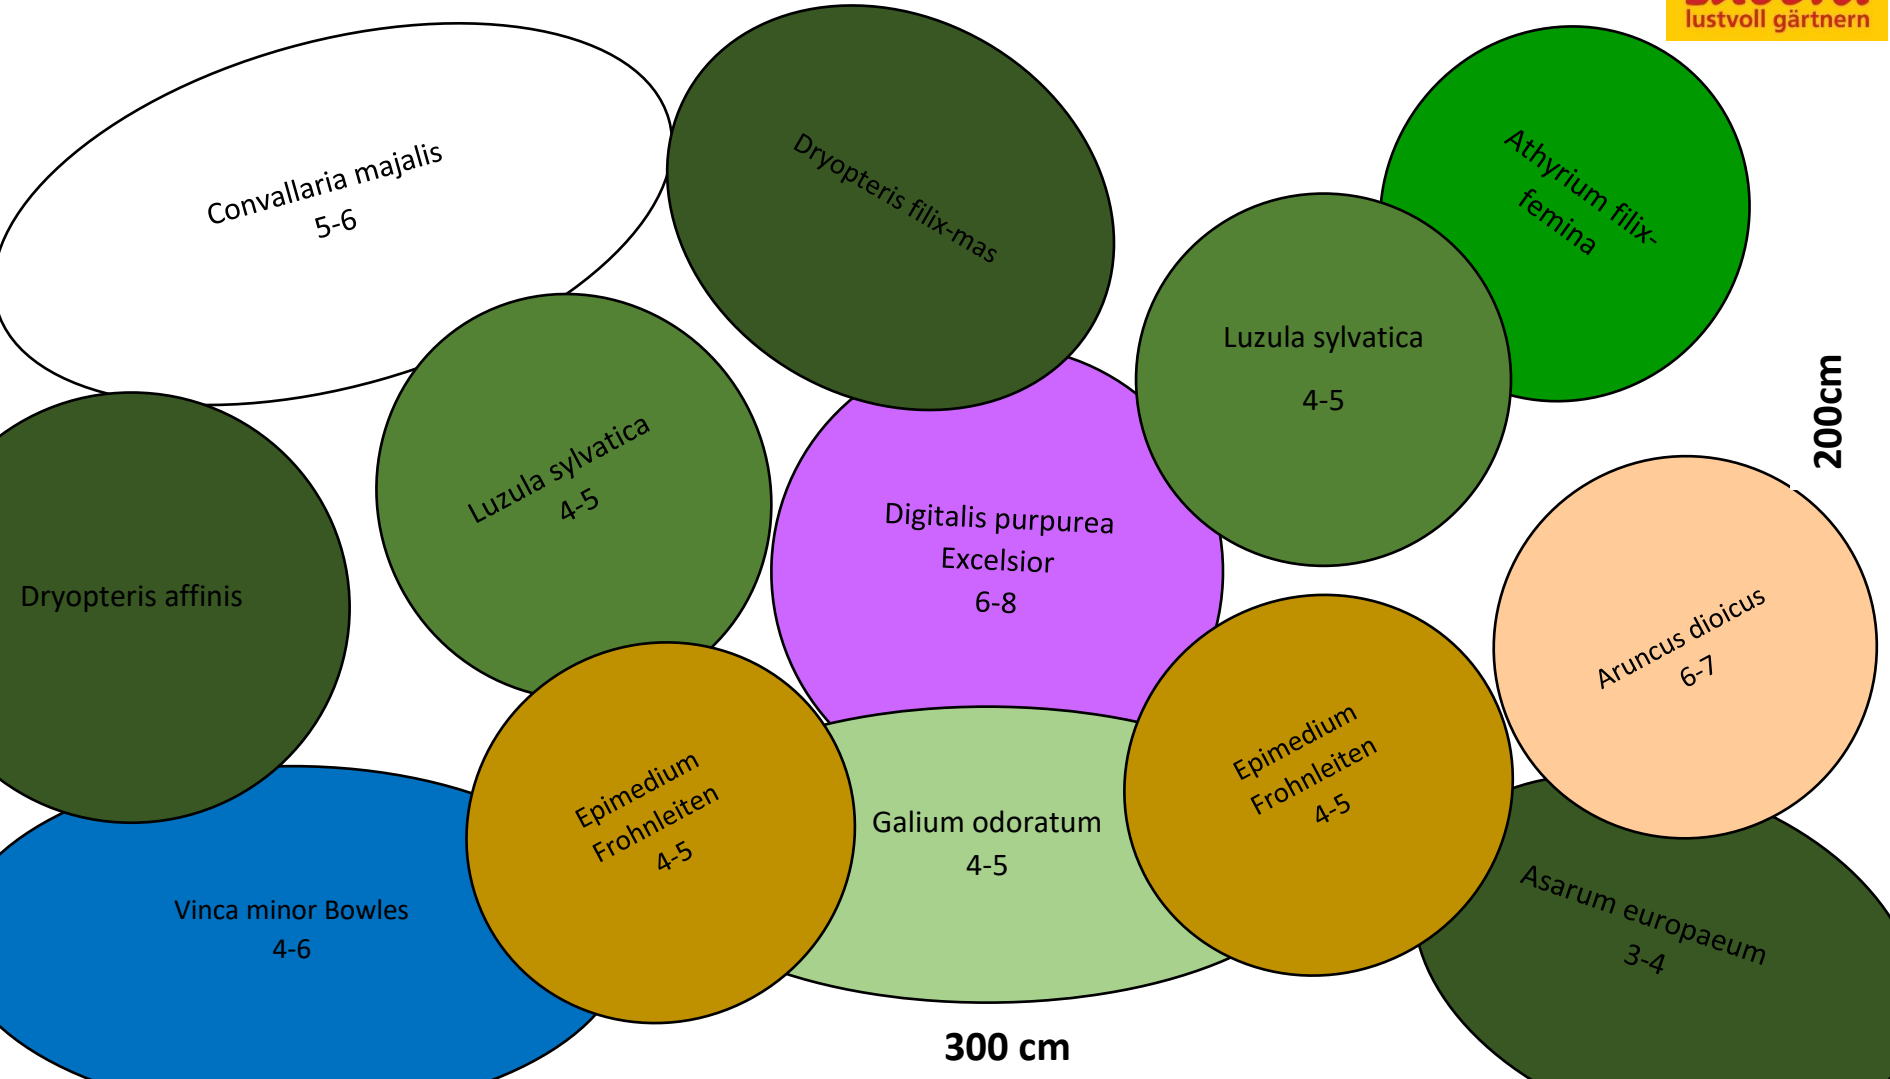 lustvoll gärtnern
Convallaria majalis
5-6
Dryopteris filix-mas
Athyrium filix-
femina
Luzula sylvatica
4-5
200cm
Luzula sylvatica
4-5
Digitalis purpurea
Excelsior
6-8
Dryopteris affinis
Aruncus dioicus
6-7
Epimedium
Frohnleiten
4-5
Epimedium
Frohnleiten
4-5
Galium odoratum
4-5
Asarum europaeum
3-4
Vinca minor Bowles
4-6
300 cm